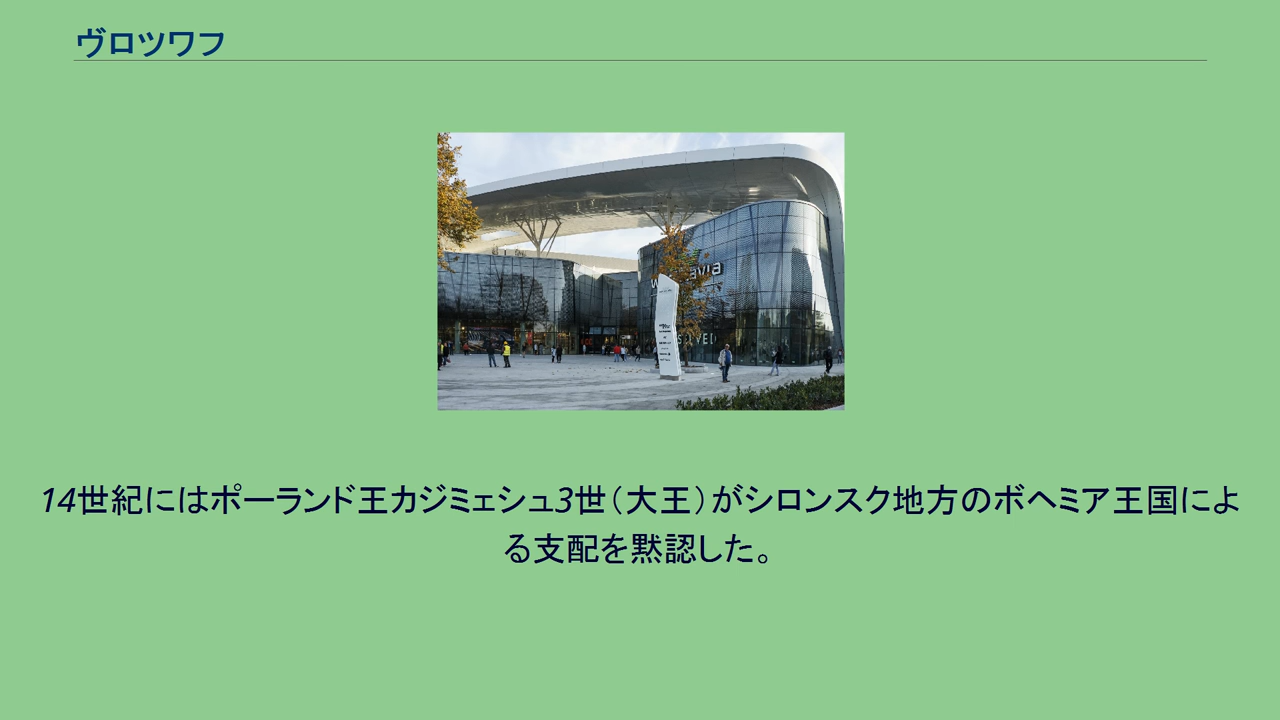 ヴロツワフ
avia
14世紀にはポーランド王カジミェシュ3世（大王）がシロンスク地方のボヘミア王国によ
る支配を黙認した。